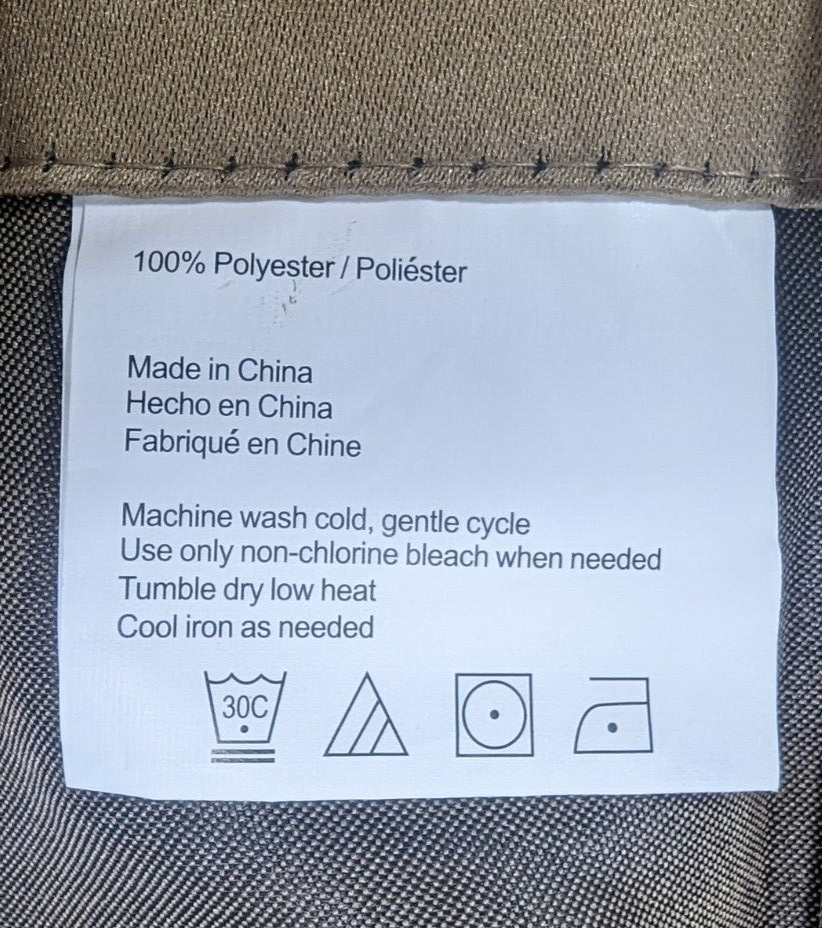 100% Polyester / Poliéster
Made in China
Hecho en China
Fabriqué en Chine
Machine wash cold, gentle cycle
Use only non-chlorine bleach when needed
Tumble dry low heat
Cool iron as needed
30C